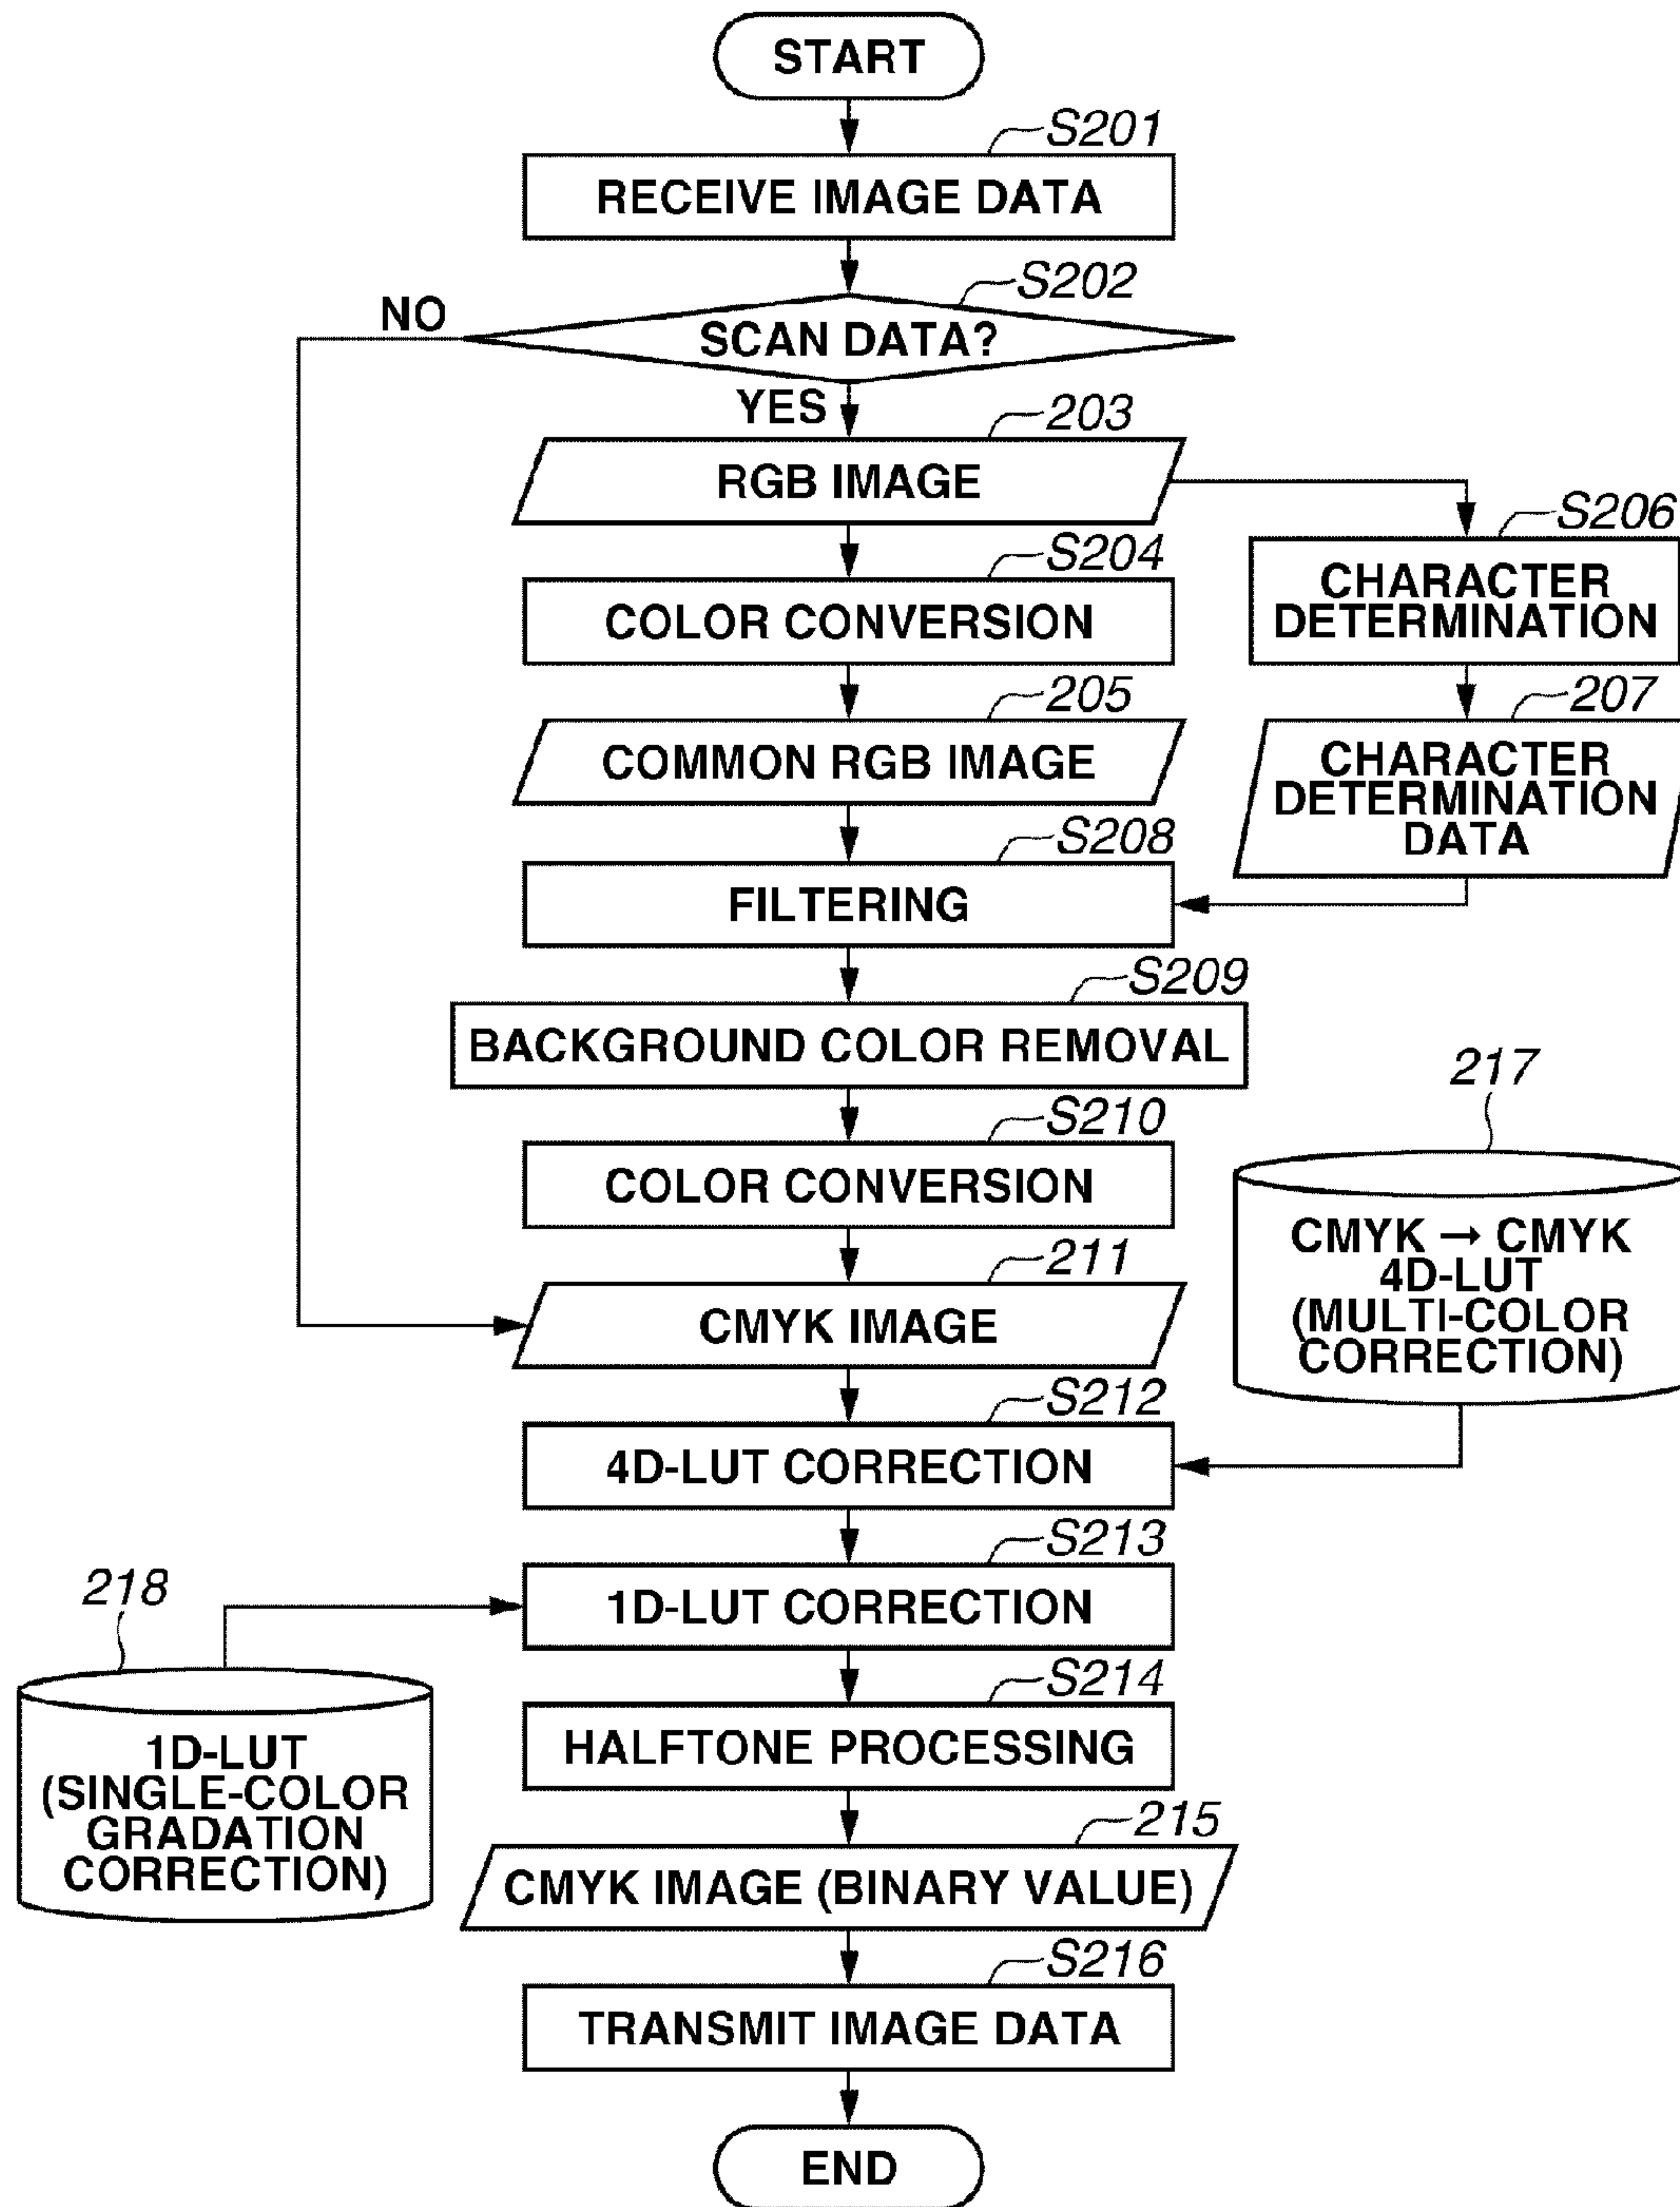 START
S201
RECEIVE IMAGE DATA
S202
NO
SCAN DATA?
YES
203
RGB IMAGE
S204
COLOR CONVERSION
S206
CHARACTER
DETERMINATION
205
COMMON RGB IMAGE
207
CHARACTER
DETERMINATION
DATA
S208
FILTERING
S209
BACKGROUND COLOR REMOVAL
S210
COLOR CONVERSION
217
CMYK → CMYK
4D-LUT
(MULTI-COLOR
CORRECTION)
211
CMYK IMAGE
S212
4D-LUT CORRECTION
S213
1D-LUT CORRECTION
218
1D-LUT
(SINGLE-COLOR
GRADATION
CORRECTION)
S214
HALFTONE PROCESSING
215
CMYK IMAGE (BINARY VALUE)
S216
TRANSMIT IMAGE DATA
END